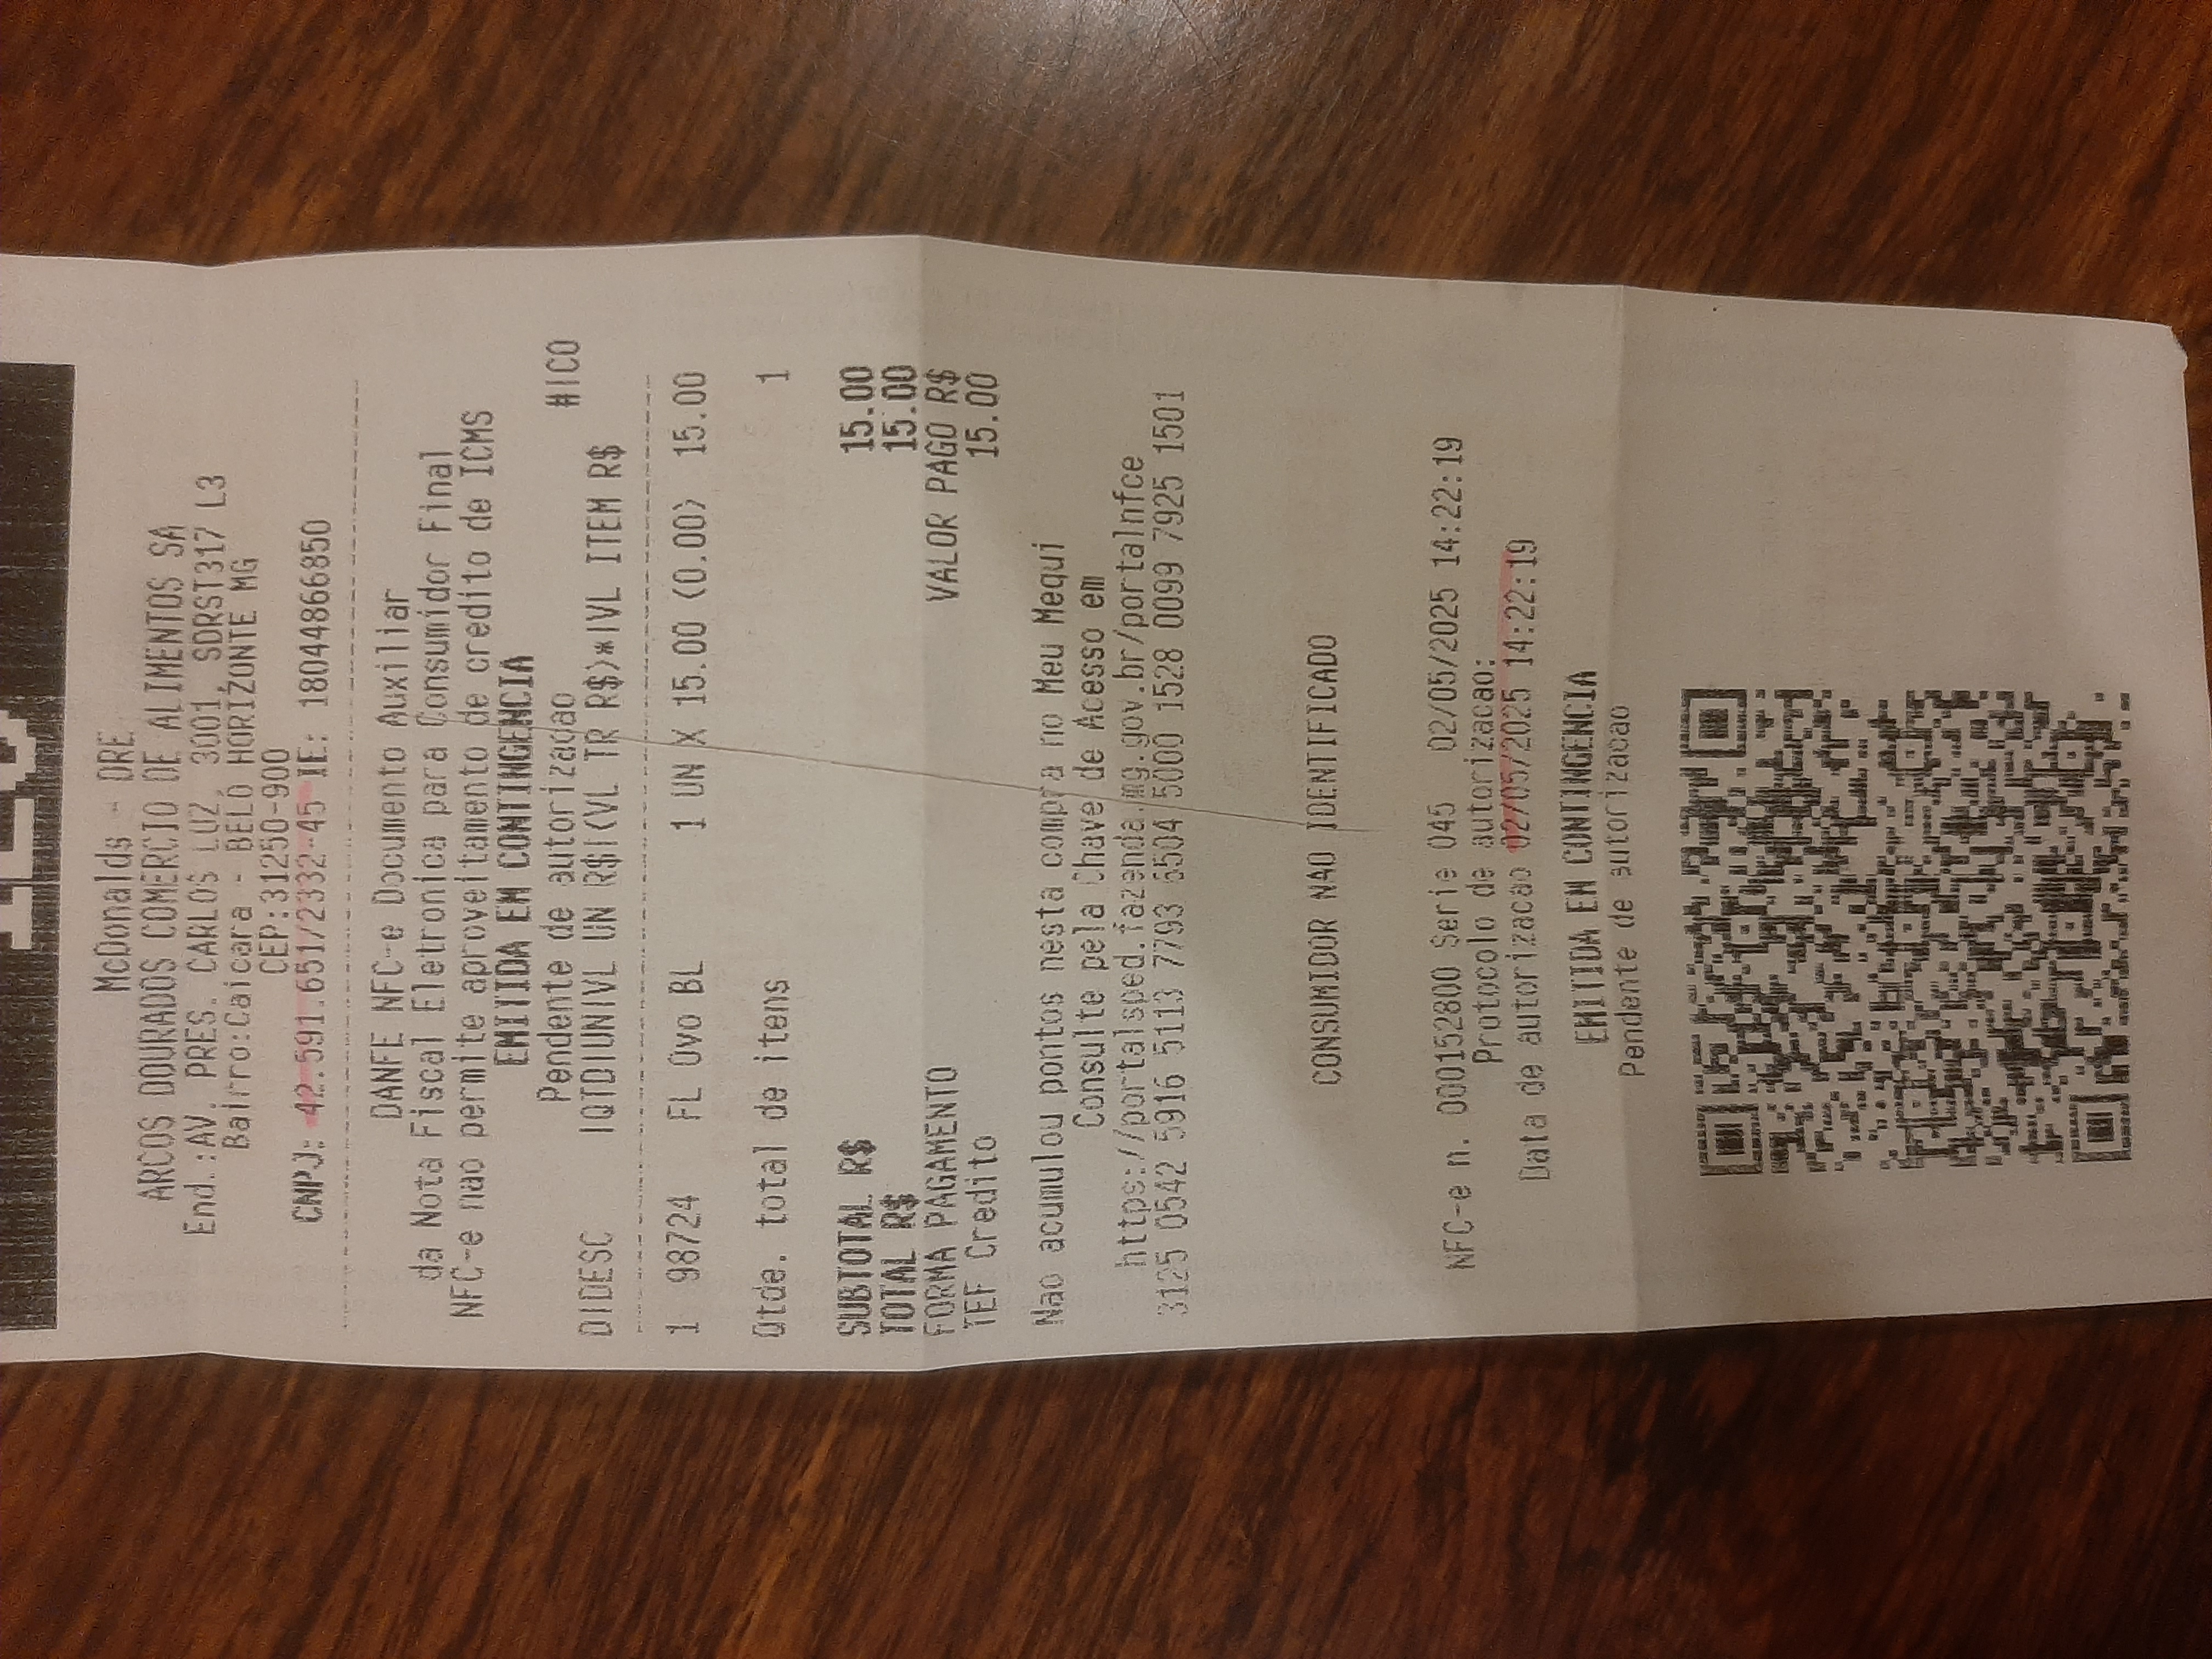 McDonalds - DRE
ARCOS DOURADOS COMERCIO DE ALIMENTOS SA
End.:AV. PRES. CARLOS LUZ, 3001, SDRST317 L3
Bairro:Caicara - BELO HORIZONTE MG
CEP:31250-900
CNPJ: 42.591.651/2332-45 IE: 18044866850
DANFE NFC-e Documento Auxiliar
da Nota Fiscal Eletronica para Consumidor Final
NFC-e nao permite aproveitamento de credito de ICMS
EMITIDA EM CONTINGENCIA
Pendente de autorizacao
#|CO
D|DESC |QTD|UN|VL UN R$|(VL TR R$)*|VL ITEM R$
1 98724 FL Ovo BL 1 UN X 15.00 (0.00) 15.00
Qtde. total de itens 1
SUBTOTAL R$ 15.00
TOTAL R$ 15.00
FORMA PAGAMENTO VALOR PAGO R$
TEF Credito 15.00
Nao acumulou pontos nesta compra no Meu Mequi
Consulte pela Chave de Acesso em
https://portalsped.fazenda.mg.gov.br/portalnfce
3125 0542 5916 5113 7793 6504 5000 1528 0099 7925 1501
CONSUMIDOR NAO IDENTIFICADO
NFC-e n. 000152800 Serie 045 02/05/2025 14:22:19
Protocolo de autorizacao:
Data de autorizacao 02/05/2025 14:22:19
EMITIDA EM CONTINGENCIA
Pendente de autorizacao